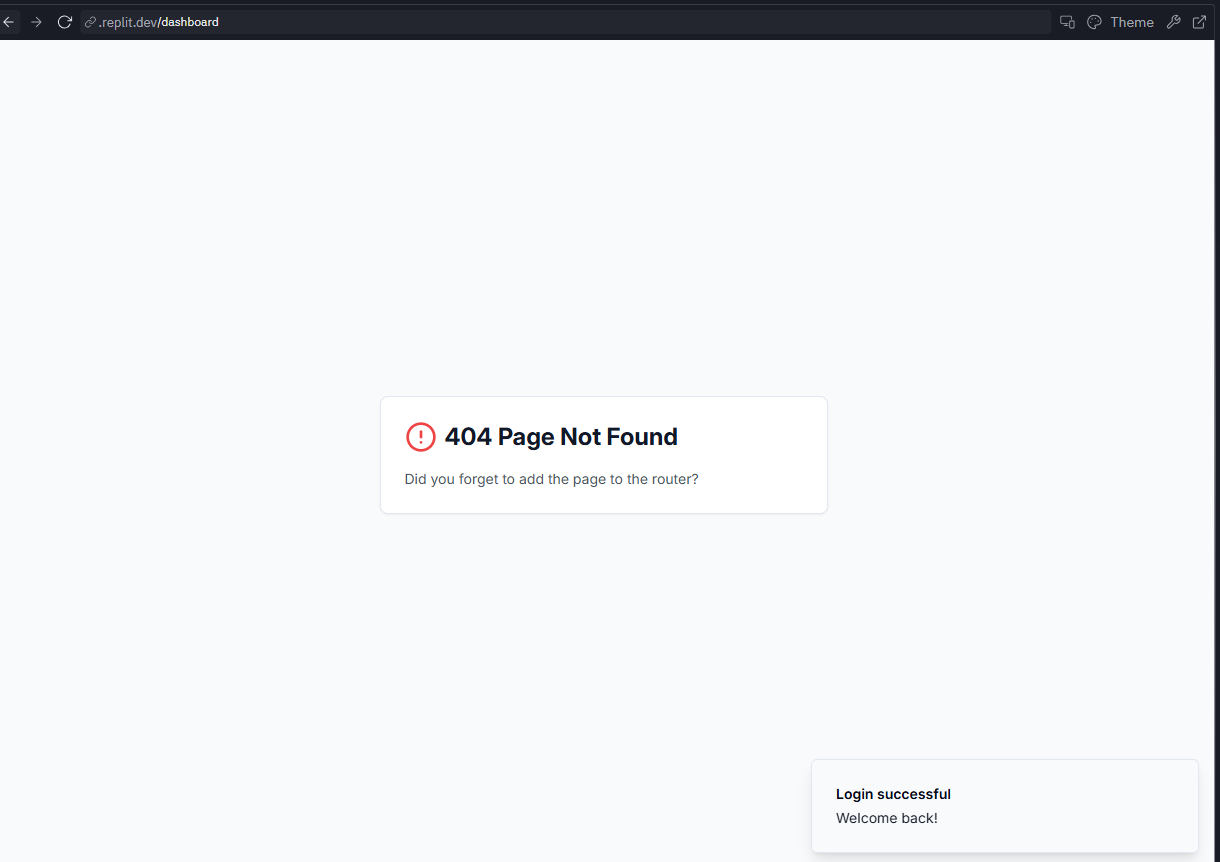 .replit.dev/dashboard
Theme
404 Page Not Found
Did you forget to add the page to the router?
Login successful
Welcome back!